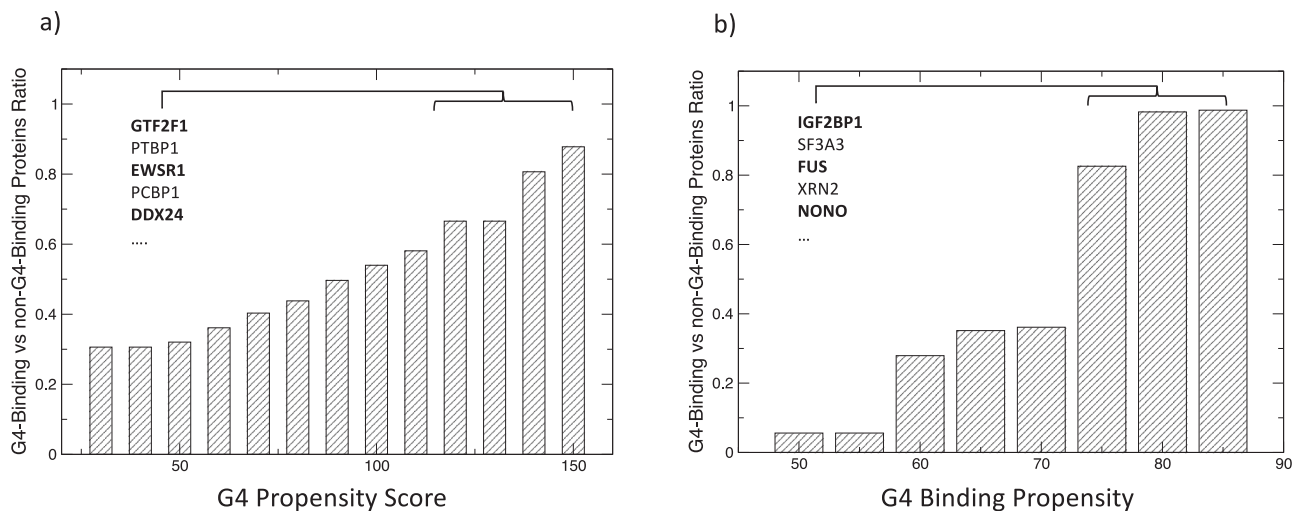 a)
G4-Binding vs non-G4-Binding Proteins Ratio
1
0.8
0.6
0.4
0.2
0
GTF2F1
PTBP1
EWSR1
PCBP1
DDX24
....
50 100 150
G4 Propensity Score
b)
G4-Binding vs non-G4-Binding Proteins Ratio
1
0.8
0.6
0.4
0.2
0
IGF2BP1
SF3A3
FUS
XRN2
NONO
...
50 60 70 80 90
G4 Binding Propensity